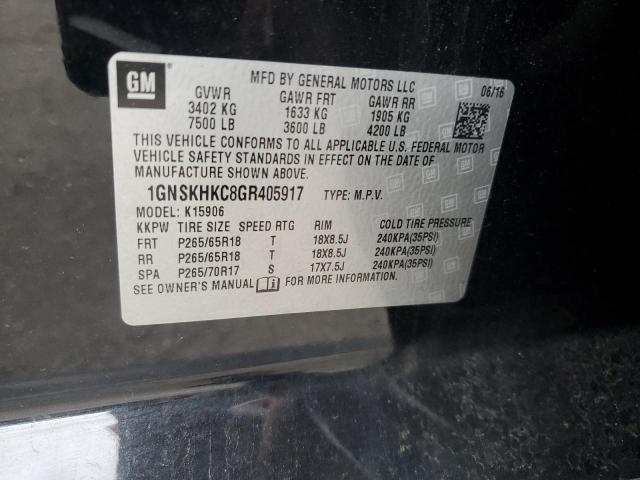 GM
MFD BY GENERAL MOTORS LLC 06/16
GVWR GAWR FRT GAWR RR
3402 KG 1633 KG 1905 KG
7500 LB 3600 LB 4200 LB
THIS VEHICLE CONFORMS TO ALL APPLICABLE U.S. FEDERAL MOTOR
VEHICLE SAFETY STANDARDS IN EFFECT ON THE DATE OF
MANUFACTURE SHOWN ABOVE.
1GNSKHKC8GR405917 TYPE: M.P.V.
MODEL: K15906
KKPW TIRE SIZE SPEED RTG RIM COLD TIRE PRESSURE
FRT P265/65R18 T 18X8.5J 240KPA(35PSI)
RR P265/65R18 T 18X8.5J 240KPA(35PSI)
SPA P265/70R17 S 17X7.5J 240KPA(35PSI)
SEE OWNER'S MANUAL FOR MORE INFORMATION.